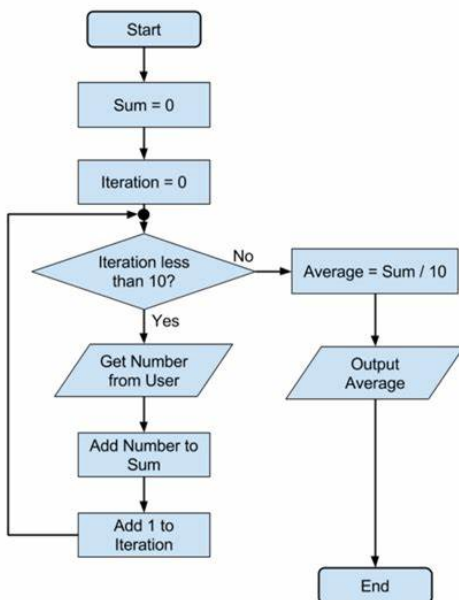 Start
Sum = 0
Iteration = 0
Iteration less
than 10?
No
Yes
Average = Sum / 10
Get Number
from User
Output
Average
Add Number to
Sum
Add 1 to
Iteration
End